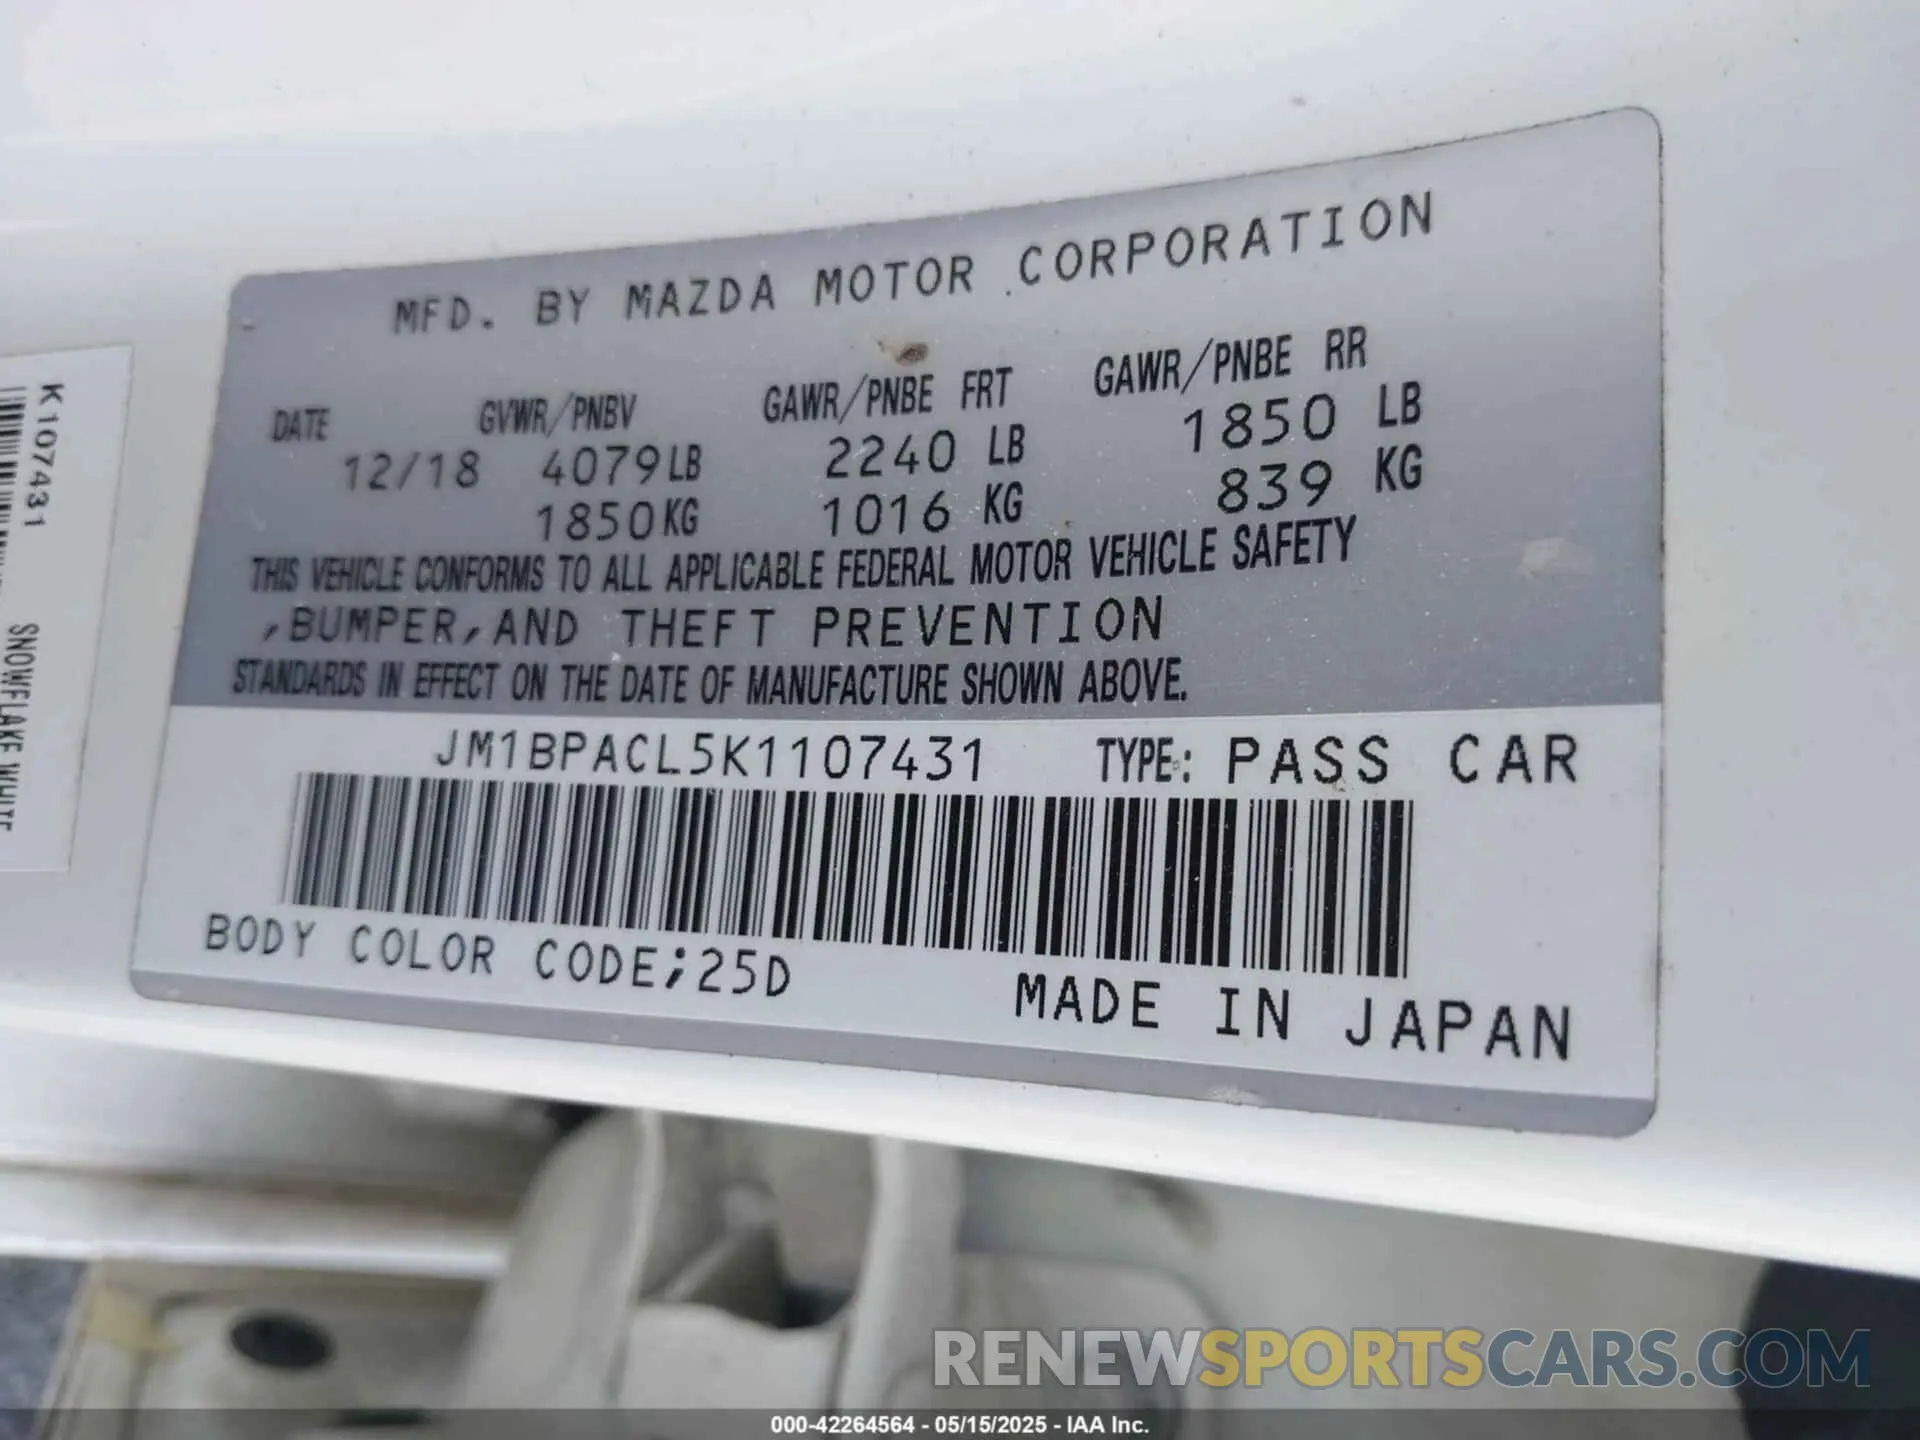 MFD. BY MAZDA MOTOR CORPORATION
DATE GVWR/PNBV GAWR/PNBE FRT GAWR/PNBE RR
12/18 4079LB 2240 LB 1850 LB
1850KG 1016 KG 839 KG
THIS VEHICLE CONFORMS TO ALL APPLICABLE FEDERAL MOTOR VEHICLE SAFETY
,BUMPER,AND THEFT PREVENTION
STANDARDS IN EFFECT ON THE DATE OF MANUFACTURE SHOWN ABOVE.
JM1BPACL5K1107431 TYPE: PASS CAR
BODY COLOR CODE;25D
MADE IN JAPAN
K1107431
SNOWFLAKE WHITE
RENEWSPORTSCARS.COM
000-42264564 - 05/15/2025 - IAA Inc.